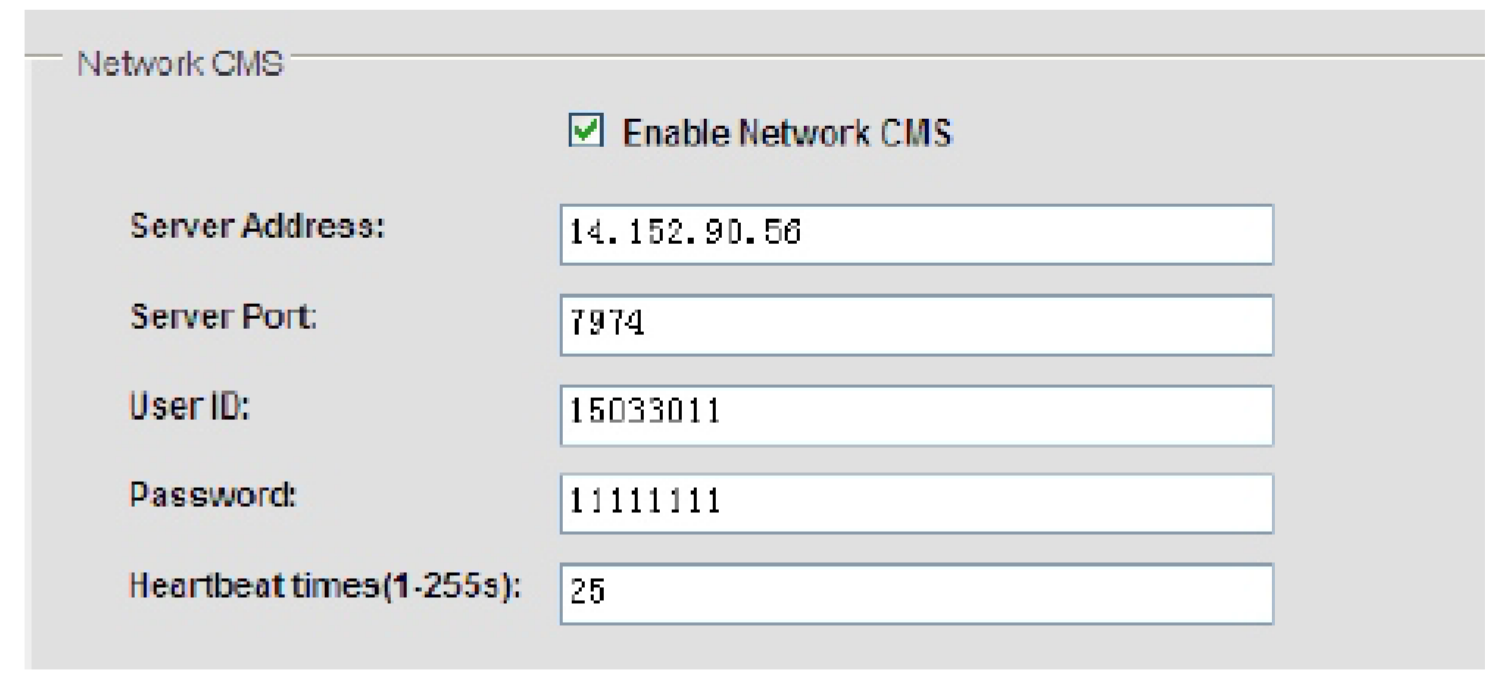 Network CMS
Enable Network CMS
Server Address: 14.152.90.56
Server Port: 7974
User ID: 15033011
Password: 11111111
Heartbeat times(1-255s): 25